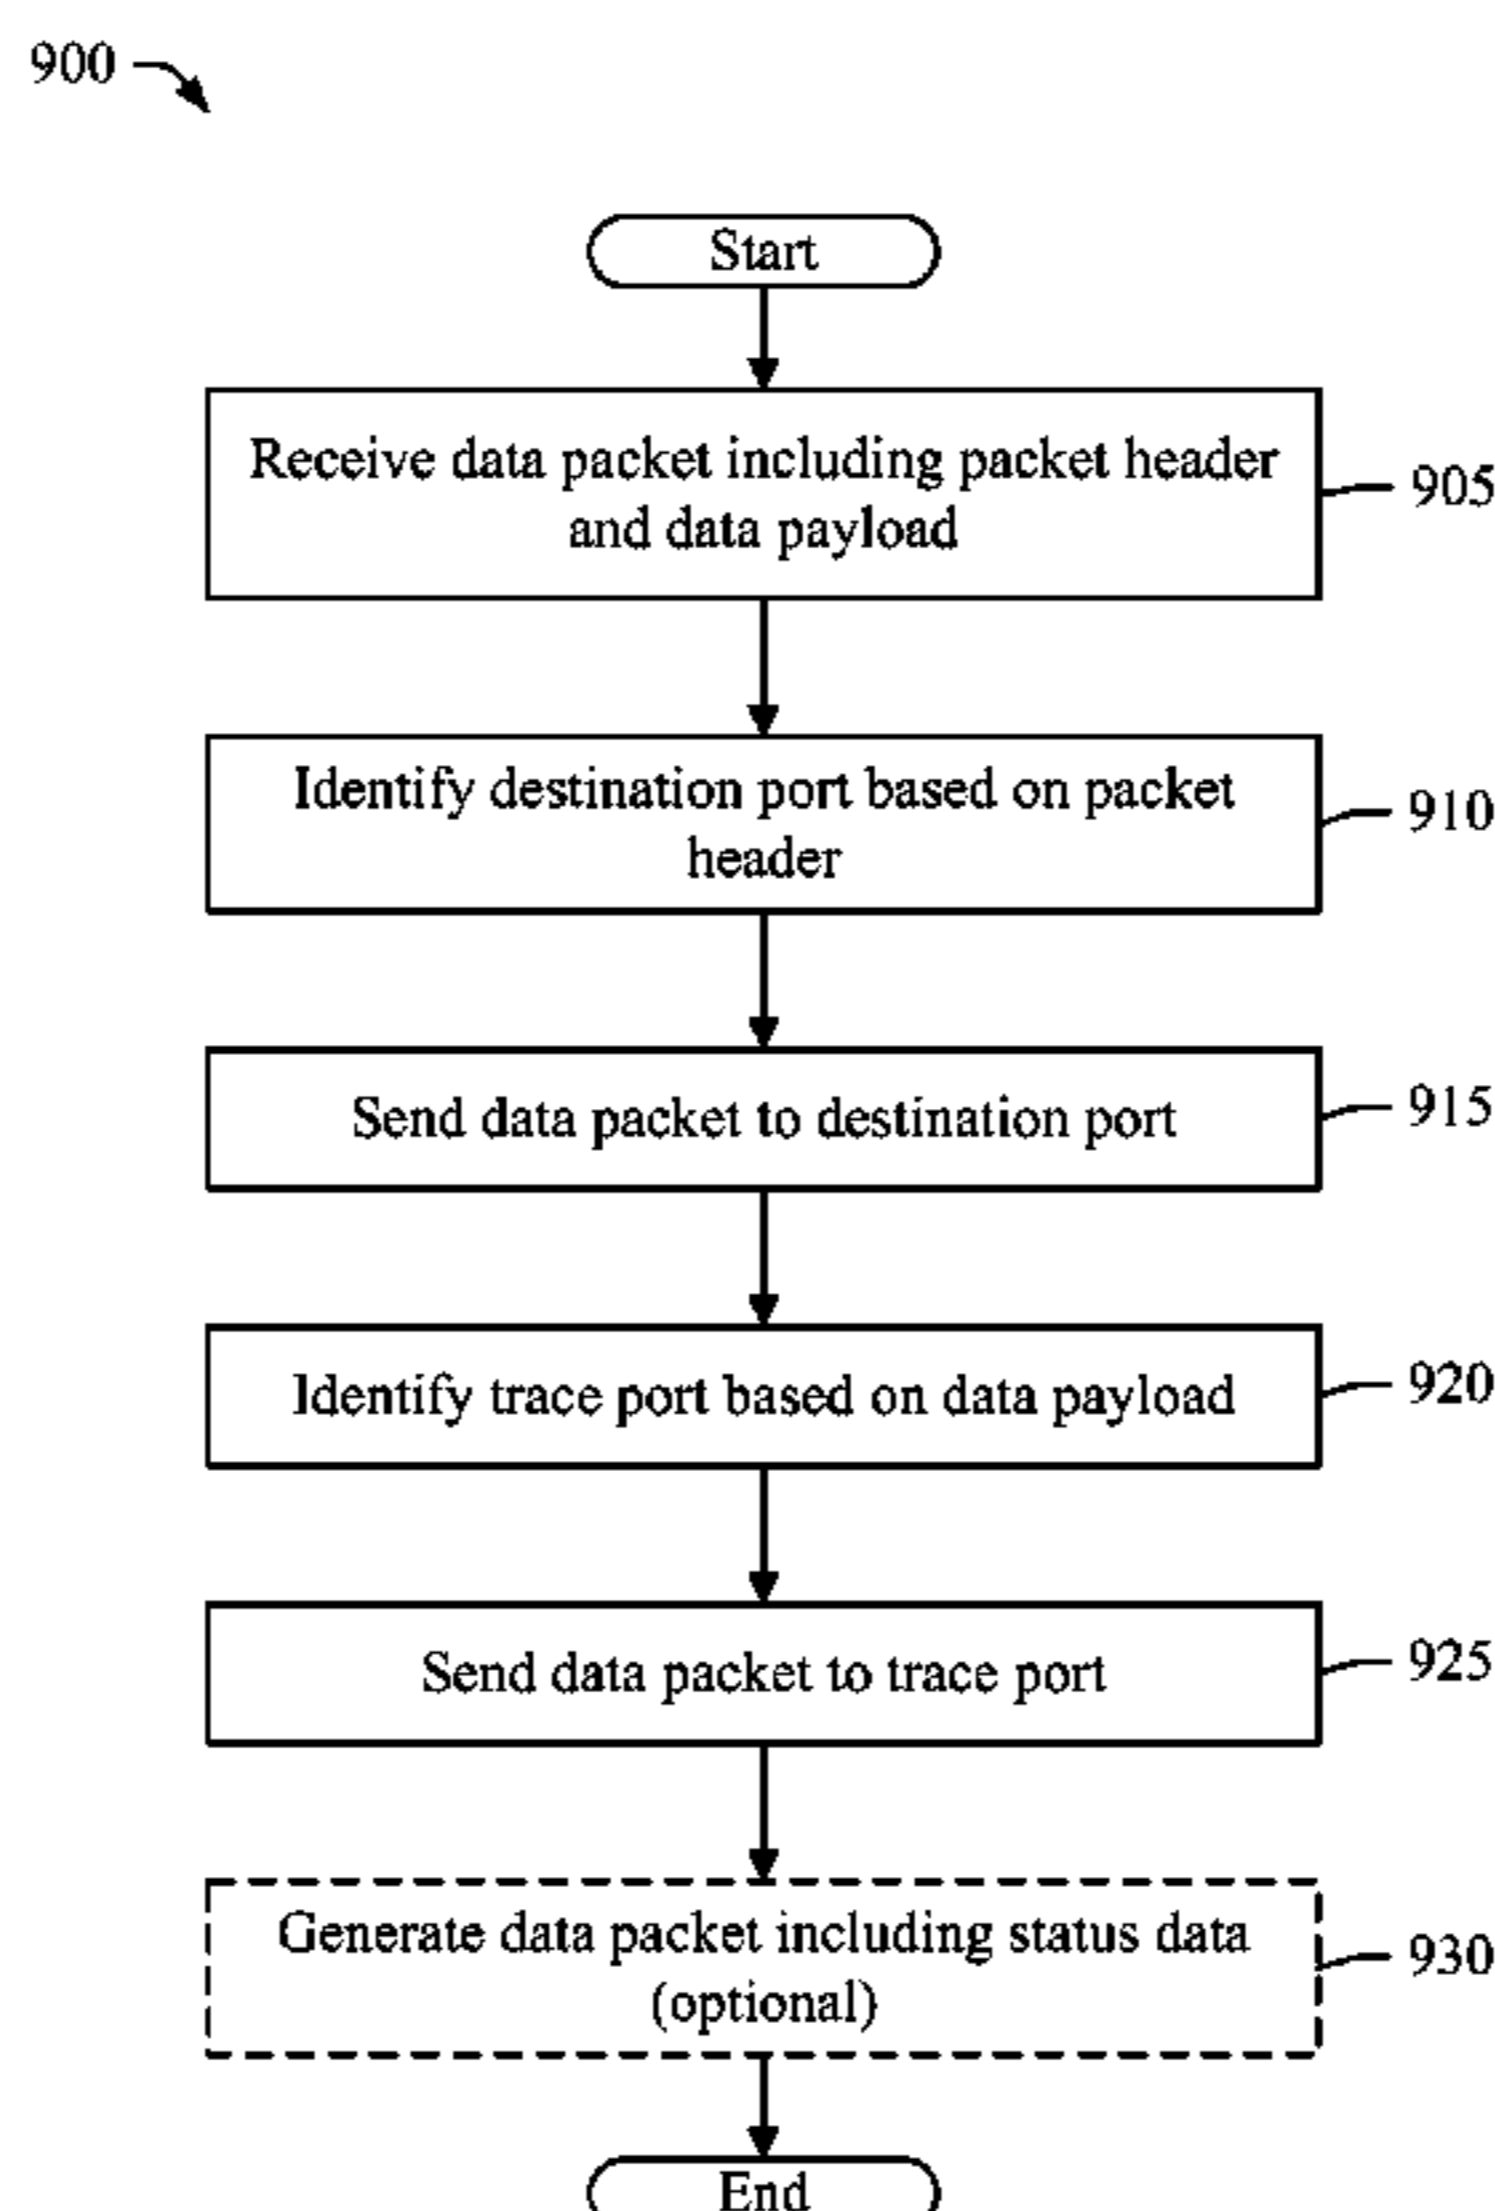 900
Start
Receive data packet including packet header
and data payload
905
Identify destination port based on packet
header
910
Send data packet to destination port
915
Identify trace port based on data payload
920
Send data packet to trace port
925
Generate data packet including status data
(optional)
930
End